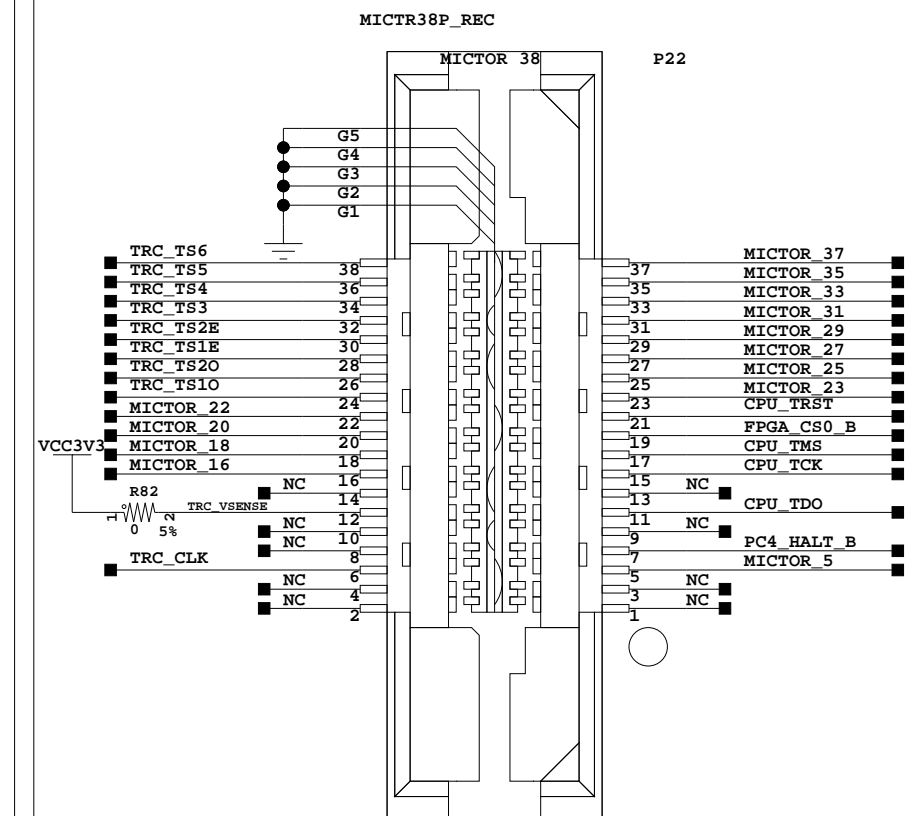 MICTR38P_REC
MICTOR 38 P22
G5
G4
G3
G2
G1
TRC_TS6 38 37 MICTOR_37
TRC_TS5 36 35 MICTOR_35
TRC_TS4 34 33 MICTOR_33
TRC_TS3 32 31 MICTOR_31
TRC_TS2E 30 29 MICTOR_29
TRC_TS1E 28 27 MICTOR_27
TRC_TS2O 26 25 MICTOR_25
TRC_TS1O 24 23 MICTOR_23
MICTOR_22 22 21 CPU_TRST
MICTOR_20 20 19 FPGA_CS0_B
VCC3V3 MICTOR_18 18 17 CPU_TMS
MICTOR_16 16 15 CPU_TCK
NC 14 13 NC
R82
1 2 TRC_VSENSE 12 11 CPU_TDO
0 5%
NC 10 9 NC
NC 8 7 PC4_HALT_B
TRC_CLK 6 5 MICTOR_5
NC 4 3 NC
NC 2 1 NC